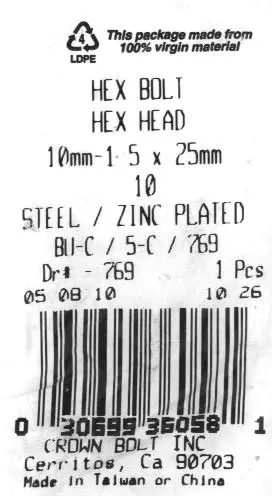 4
LDPE
This package made from
100% virgin material
HEX BOLT
HEX HEAD
10mm-1.5 x 25mm
10
STEEL / ZINC PLATED
BU-C / 5-C / 769
Dr# - 769 1 Pcs
05 08 10 10 26
0 30699 36058 1
CROWN BOLT INC
Cerritos, Ca 90703
Made in Taiwan or China